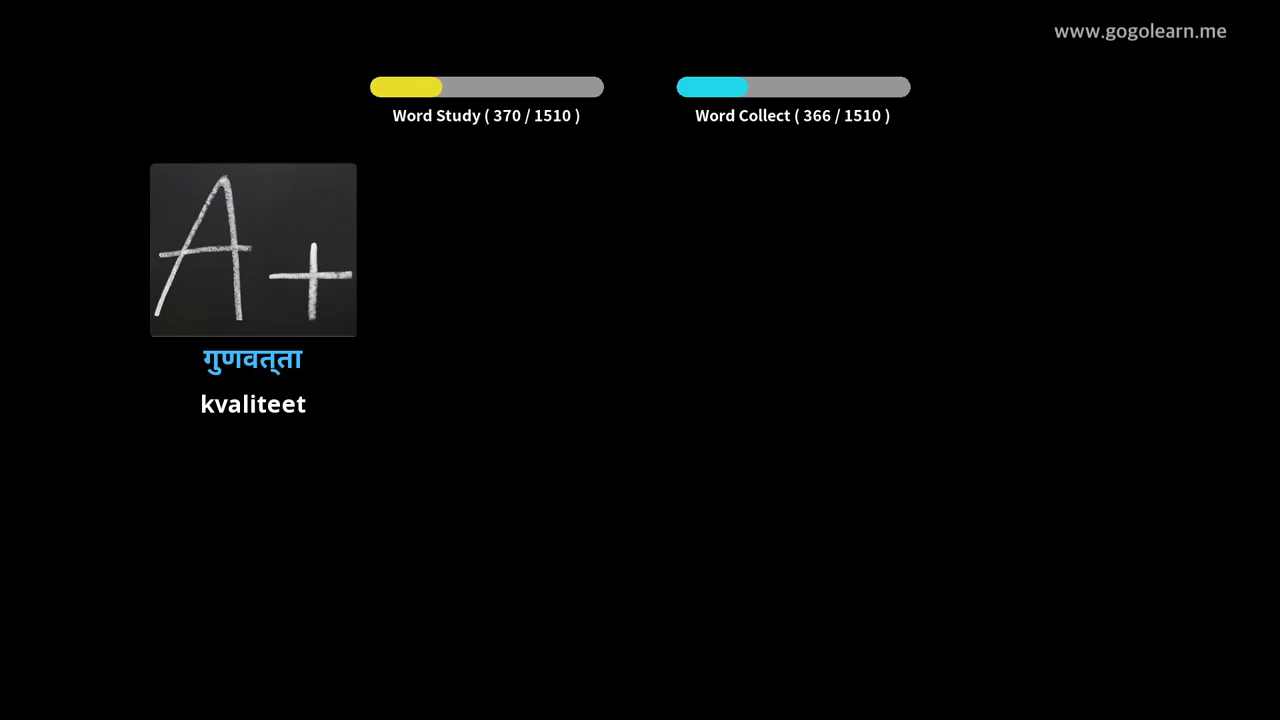 www.gogolearn.me
Word Study ( 370 / 1510 )
Word Collect ( 366 / 1510 )
A+
गुणवत्‌ता
kvaliteet